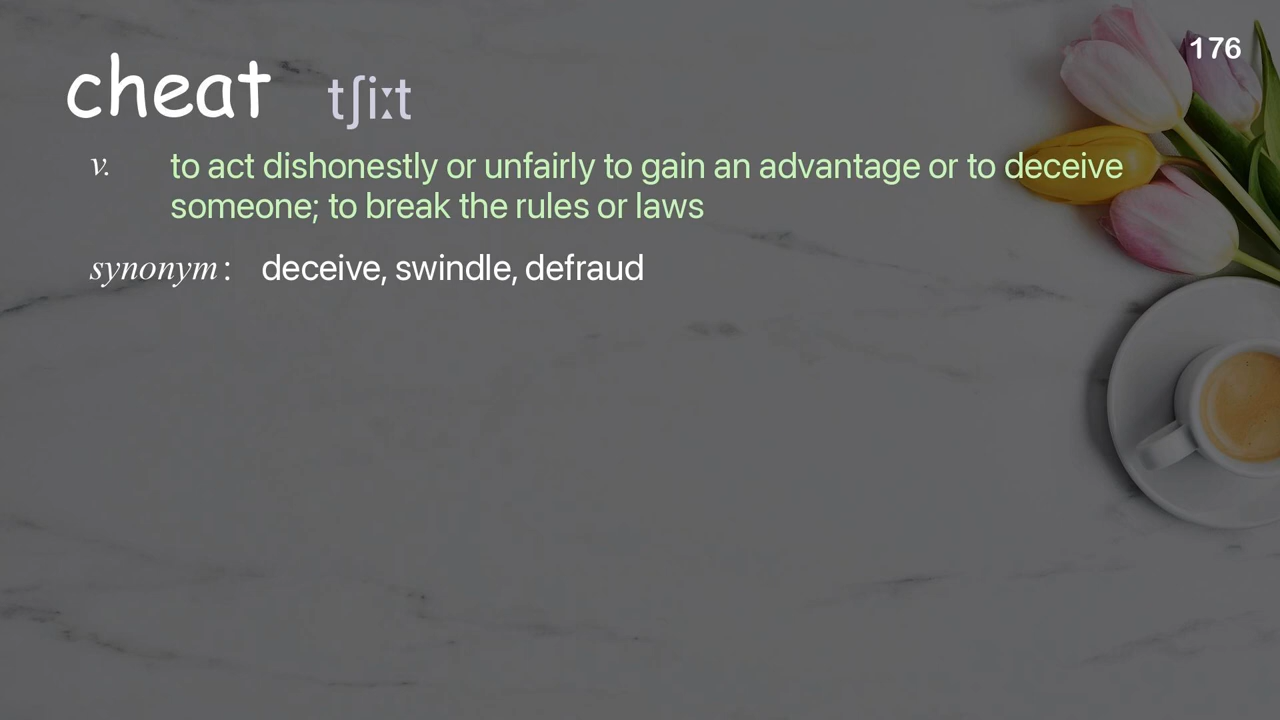 176
cheat tʃiːt
v. to act dishonestly or unfairly to gain an advantage or to deceive
someone; to break the rules or laws
synonym : deceive, swindle, defraud